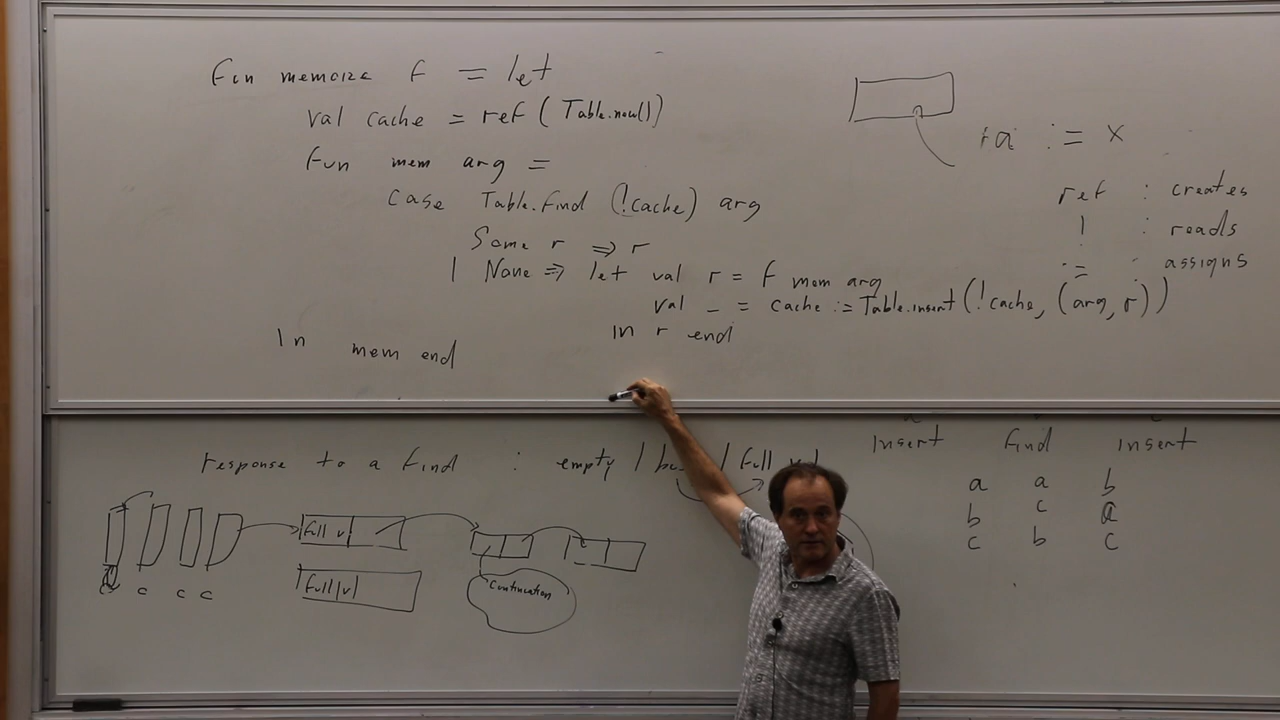 Fun memoize f = let
val cache = ref (Table.new())
Fun mem arg =
case Table.find (!cache) arg
Some r ⇒ r
| None ⇒ let val r = f mem arg
val _ = cache := Table.insert (!cache, (arg, r))
in r end
In mem end
:= x
ref : creates
! : reads
:= : assigns
response to a find : empty / / full
Full v
Full v
Continuation
c c c
insert find insert
a a b
b c a
c b c